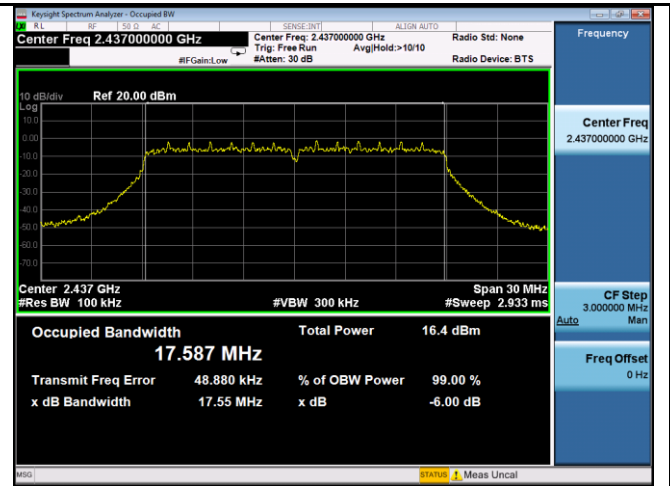 Keysight Spectrum Analyzer - Occupied BW
RL RF 50 Ω AC SENSE:INT ALIGN AUTO
Center Freq 2.437000000 GHz
Center Freq: 2.437000000 GHz
Radio Std: None
Trig: Free Run Avg|Hold:>10/10
#IFGain:Low #Atten: 30 dB Radio Device: BTS
10 dB/div Ref 20.00 dBm
Log
10.0
0.00
-10.0
-20.0
-30.0
-40.0
-50.0
-60.0
-70.0
Center 2.437 GHz Span 30 MHz
#Res BW 100 kHz #VBW 300 kHz #Sweep 2.933 ms
Occupied Bandwidth Total Power 16.4 dBm
17.587 MHz
Transmit Freq Error 48.880 kHz % of OBW Power 99.00 %
x dB Bandwidth 17.55 MHz x dB -6.00 dB
MSG STATUS Meas Uncal
Frequency
Center Freq
2.437000000 GHz
CF Step
3.000000 MHz
Auto Man
Freq Offset
0 Hz